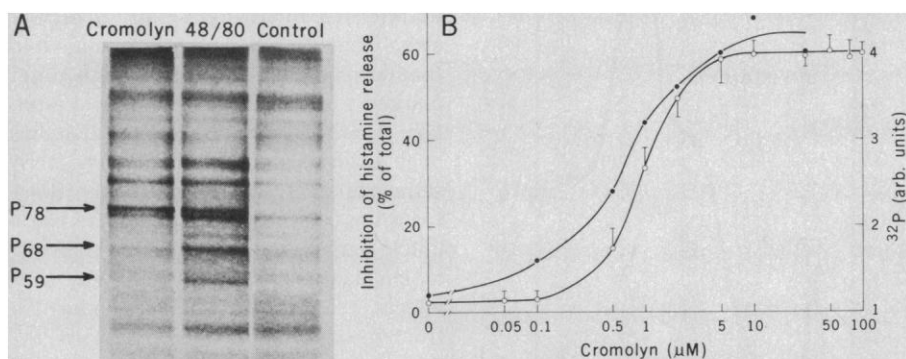 A
Cromolyn 48/80 Control
P78
P68
P59
B
Inhibition of histamine release
(% of total)
60
40
20
0
4
3
2
1
³²P (arb. units)
0 0.05 0.1 0.5 1 5 10 50 100
Cromolyn (μM)